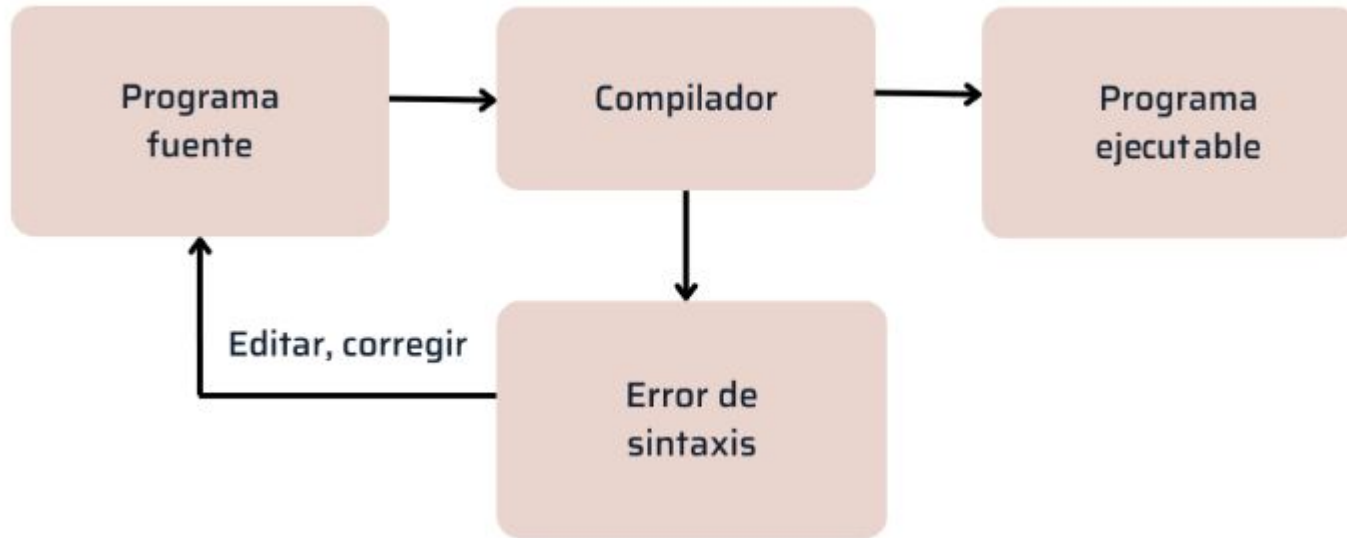 Programa
fuente
Compilador
Programa
ejecutable
Editar, corregir
Error de
sintaxis